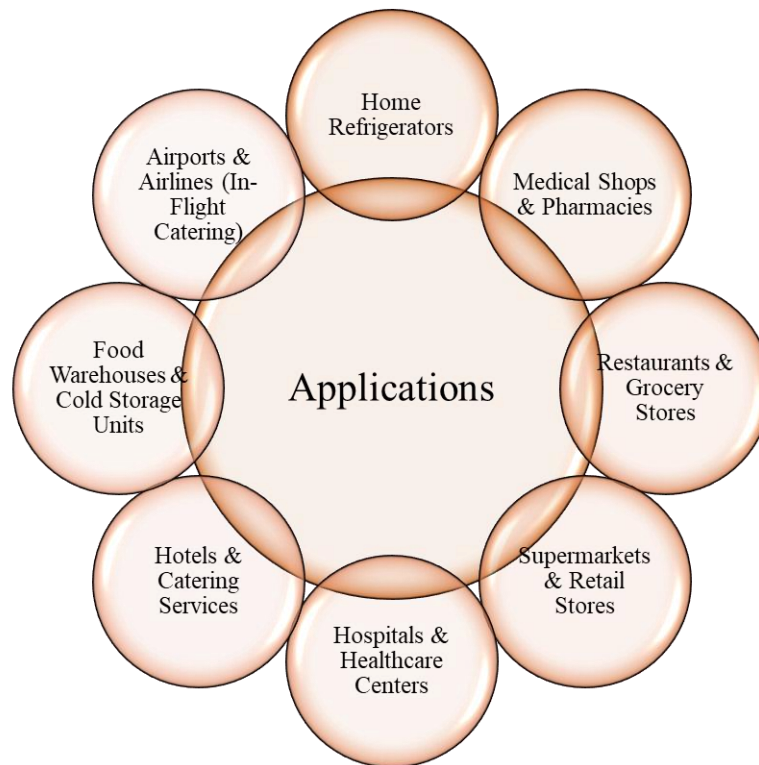 Home
Refrigerators
Medical Shops
& Pharmacies
Restaurants &
Grocery
Stores
Supermarkets
& Retail
Stores
Hospitals &
Healthcare
Centers
Hotels &
Catering
Services
Food
Warehouses &
Cold Storage
Units
Airports &
Airlines (In-
Flight
Catering)
Applications